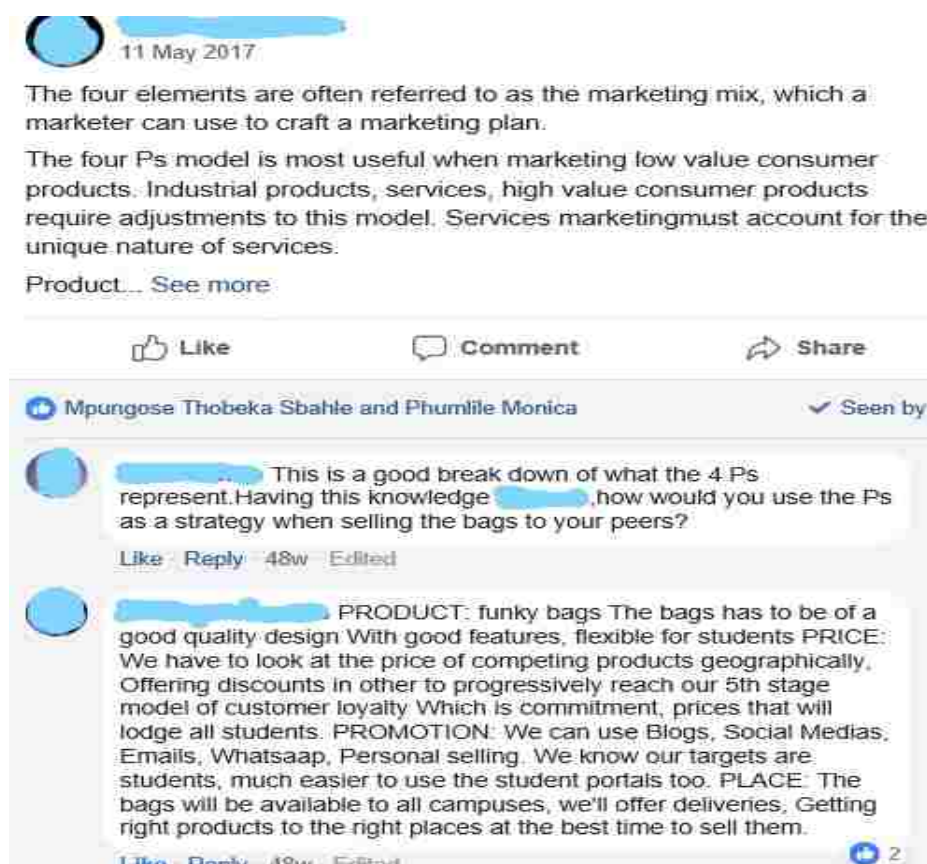 11 May 2017
The four elements are often referred to as the marketing mix, which a
marketer can use to craft a marketing plan.
The four Ps model is most useful when marketing low value consumer
products. Industrial products, services, high value consumer products
require adjustments to this model. Services marketingmust account for the
unique nature of services.
Product... See more
Like Comment Share
Mpungose Thobeka Sbahle and Phumlile Monica Seen by
This is a good break down of what the 4 Ps
represent.Having this knowledge ,how would you use the Ps
as a strategy when selling the bags to your peers?
Like Reply 48w Edited
PRODUCT: funky bags The bags has to be of a
good quality design With good features, flexible for students PRICE:
We have to look at the price of competing products geographically,
Offering discounts in other to progressively reach our 5th stage
model of customer loyalty Which is commitment, prices that will
lodge all students. PROMOTION: We can use Blogs, Social Medias,
Emails, Whatsaap, Personal selling. We know our targets are
students, much easier to use the student portals too. PLACE: The
bags will be available to all campuses, we'll offer deliveries, Getting
right products to the right places at the best time to sell them.
2
Like Reply 48w Edited